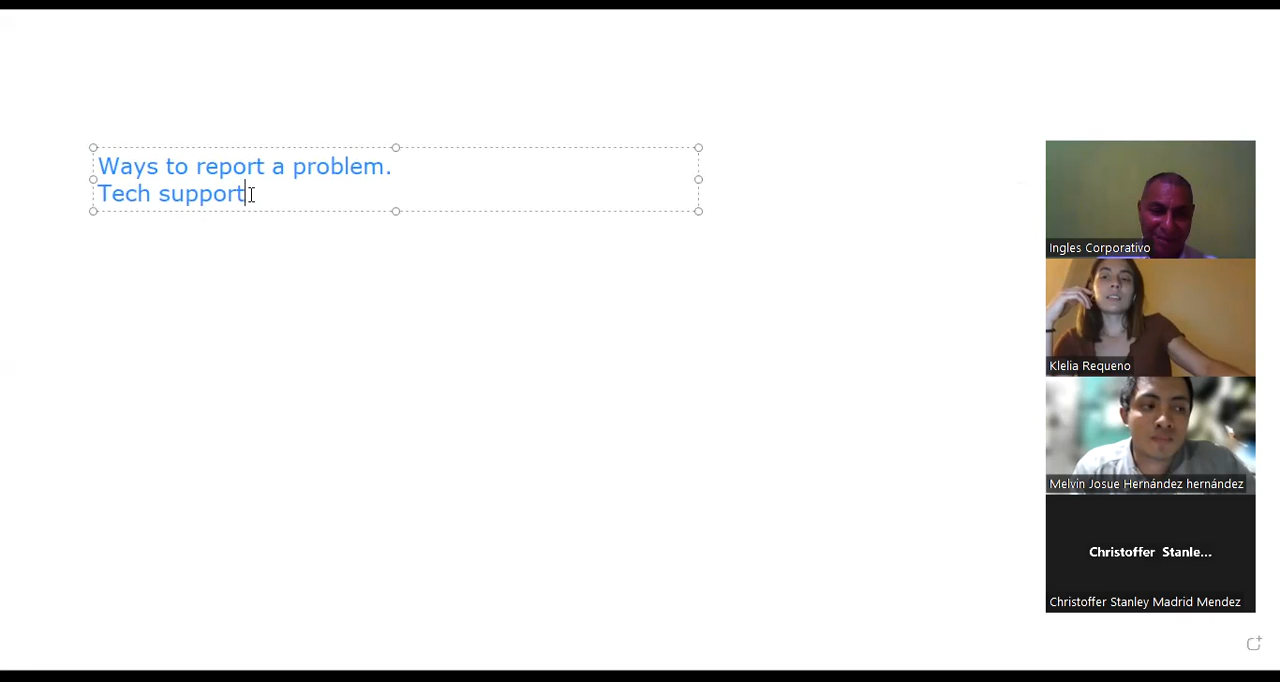 Ways to report a problem.
Tech support
Ingles Corporativo
Klelia Requeno
Melvin Josue Hernández hernández
Christoffer Stanle...
Christoffer Stanley Madrid Mendez